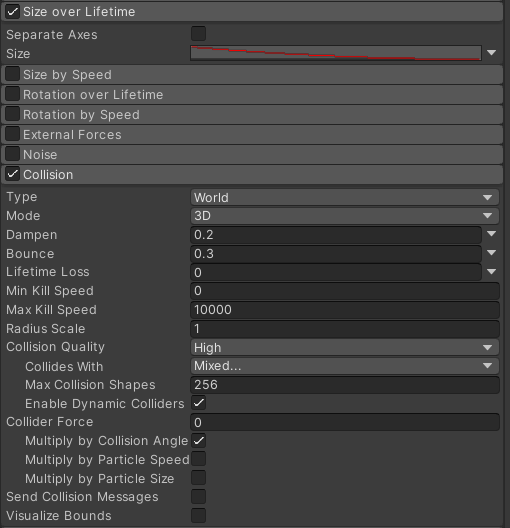 Size over Lifetime
Separate Axes
Size
Size by Speed
Rotation over Lifetime
Rotation by Speed
External Forces
Noise
Collision
Type World
Mode 3D
Dampen 0.2
Bounce 0.3
Lifetime Loss 0
Min Kill Speed 0
Max Kill Speed 10000
Radius Scale 1
Collision Quality High
Collides With Mixed...
Max Collision Shapes 256
Enable Dynamic Colliders
Collider Force 0
Multiply by Collision Angle
Multiply by Particle Speed
Multiply by Particle Size
Send Collision Messages
Visualize Bounds